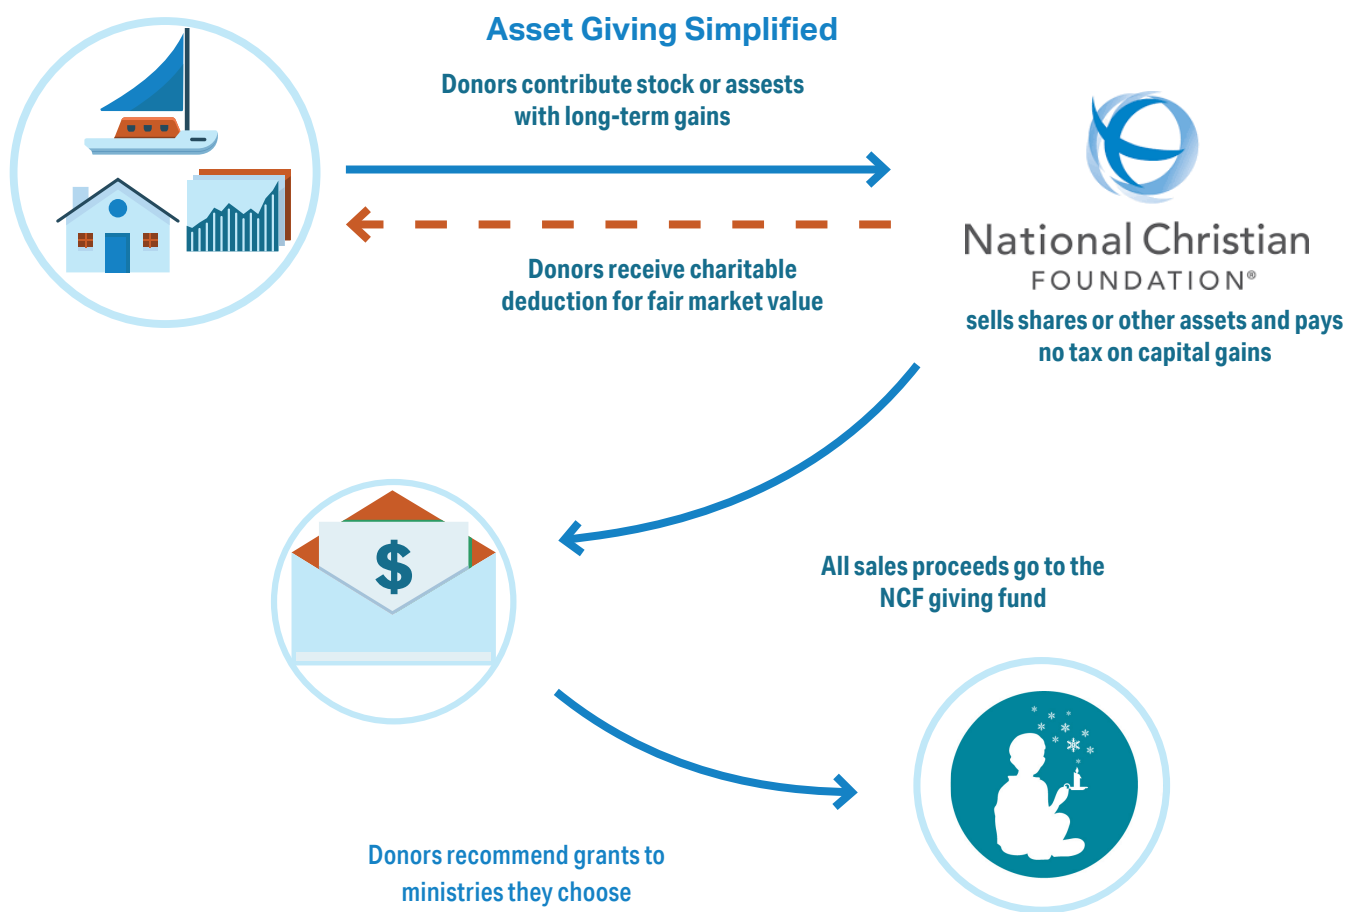 Asset Giving Simplified
Donors contribute stock or assests
with long-term gains
Donors receive charitable
deduction for fair market value
National Christian
FOUNDATION®
sells shares or other assets and pays
no tax on capital gains
$
All sales proceeds go to the
NCF giving fund
Donors recommend grants to
ministries they choose